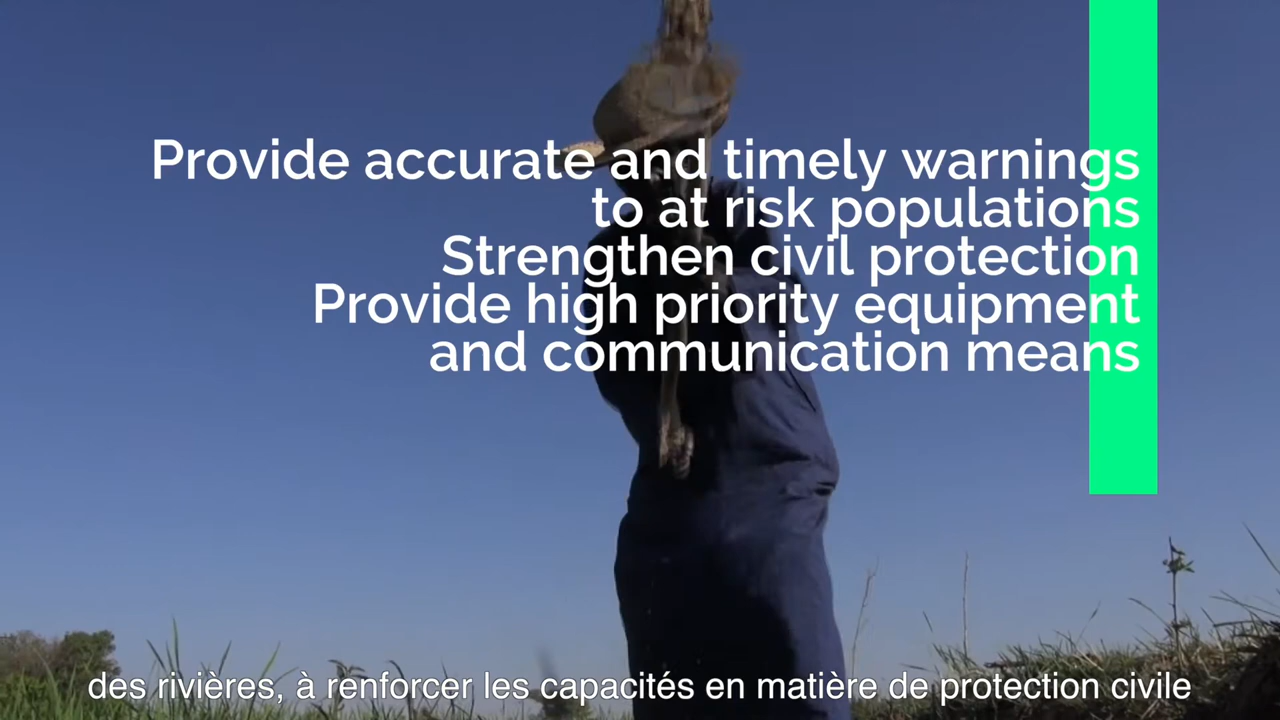 Provide accurate and timely warnings
to at risk populations
Strengthen civil protection
Provide high priority equipment
and communication means
des rivières, à renforcer les capacités en matière de protection civile